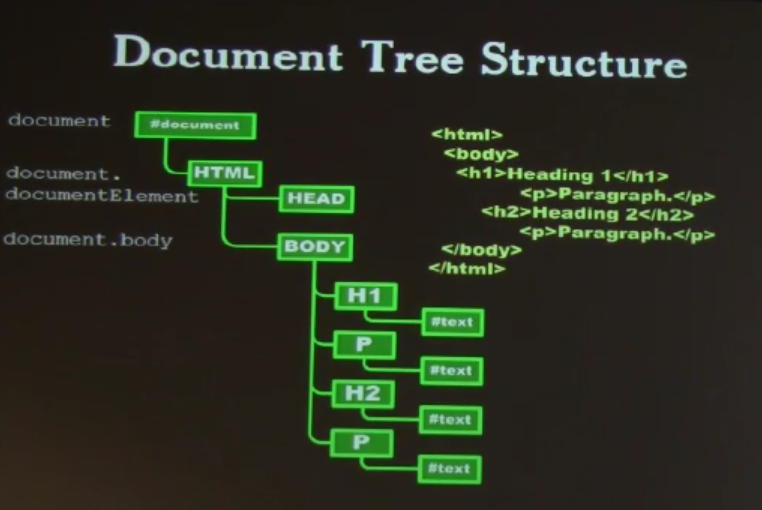 Document Tree Structure
document
#document
document.
documentElement
HTML
HEAD
document.body
BODY
H1
#text
P
#text
H2
#text
P
#text
<html>
<body>
<h1>Heading 1</h1>
<p>Paragraph.</p>
<h2>Heading 2</h2>
<p>Paragraph.</p>
</body>
</html>